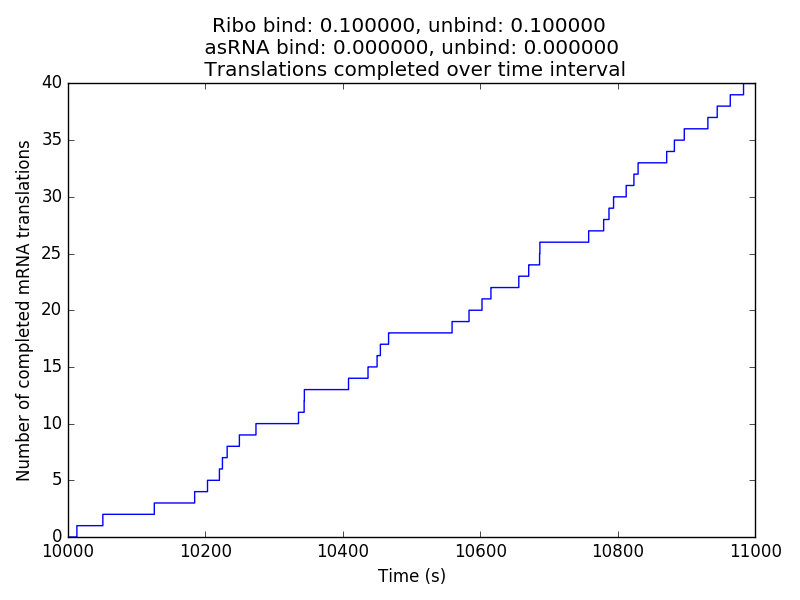 Ribo bind: 0.100000, unbind: 0.100000
asRNA bind: 0.000000, unbind: 0.000000
Translations completed over time interval
40
35
30
25
20
15
10
5
0
Number of completed mRNA translations
10000 10200 10400 10600 10800 11000
Time (s)